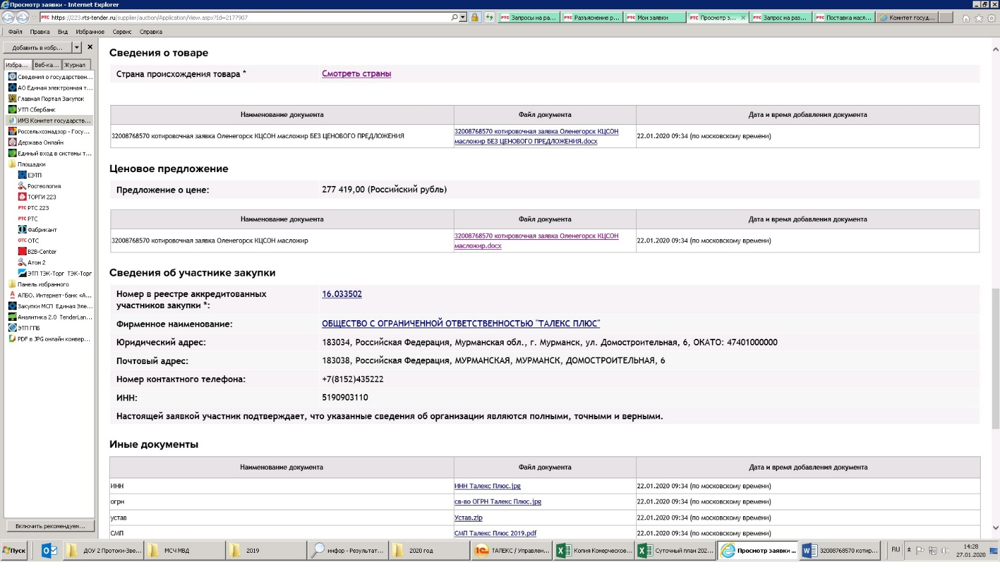 Просмотр заявки - Internet Explorer
РТС https://223.rts-tender.ru/supplier/auction/Application/View.aspx?Id=2177907
РТС Запросы на ра...
РТС Разъяснение р...
РТС Мои заявки
РТС Просмотр з...
РТС Запрос на раз...
РТС Поставка масл...
Комитет госуд...
Файл Правка Вид Избранное Сервис Справка
Добавить в избр...
Избра... Веб-ка... Журнал
Сведения о государствен...
АО Единая электронная т...
Главная Портал Закупок
УТП Сбербанк
ИМЗ Комитет государств...
Россельхознадзор - Госу...
Держава Онлайн
Единый вход в системы т...
Площадки
ЕЭТП
Росгеология
ТОРГИ 223
РТС РТС 223
РТС РТС
Фабрикант
ОТС ОТС
B2B-Center
Атом 2
ЭТП ТЭК-Торг ТЭК-Торг
Панель избранного
АЛБО. Интернет-банк «А...
Закупки МСП Единая Эле...
Аналитика 2.0 TenderLan...
ЭТП ГПБ
PDF в JPG онлайн конвер...
Включить рекомендуем...
Сведения о товаре
Страна происхождения товара * Смотреть страны
Наименование документа Файл документа Дата и время добавления документа
32008768570 котировочная заявка Оленегорск КЦСОН масложир БЕЗ ЦЕНОВОГО ПРЕДЛОЖЕНИЯ
32008768570 котировочная заявка Оленегорск КЦСОН
масложир БЕЗ ЦЕНОВОГО ПРЕДЛОЖЕНИЯ.docx
22.01.2020 09:34 (по московскому времени)
Ценовое предложение
Предложение о цене: 277 419,00 (Российский рубль)
Наименование документа Файл документа Дата и время добавления документа
32008768570 котировочная заявка Оленегорск КЦСОН масложир
32008768570 котировочная заявка Оленегорск КЦСОН
масложир.docx
22.01.2020 09:34 (по московскому времени)
Сведения об участнике закупки
Номер в реестре аккредитованных
участников закупки *:
16.033502
Фирменное наименование: ОБЩЕСТВО С ОГРАНИЧЕННОЙ ОТВЕТСТВЕННОСТЬЮ "ТАЛЕКС ПЛЮС"
Юридический адрес: 183034, Российская Федерация, Мурманская обл., г. Мурманск, ул. Домостроительная, 6, ОКАТО: 47401000000
Почтовый адрес: 183038, Российская Федерация, МУРМАНСКАЯ, МУРМАНСК, ДОМОСТРОИТЕЛЬНАЯ, 6
Номер контактного телефона: +7(8152)435222
ИНН: 5190903110
Настоящей заявкой участник подтверждает, что указанные сведения об организации являются полными, точными и верными.
Иные документы
Наименование документа Файл документа Дата и время добавления документа
ИНН ИНН Талекс Плюс.jpg 22.01.2020 09:34 (по московскому времени)
огрн св-во ОГРН Талекс Плюс.jpg 22.01.2020 09:34 (по московскому времени)
устав Устав.zip 22.01.2020 09:34 (по московскому времени)
СМП СМП Талекс Плюс 2019.pdf 22.01.2020 09:34 (по московскому времени)
Пуск
ДОУ 2 Протоки-Зве...
МСЧ МВД
2019
инфор - Результат...
2020 год
ТАЛЕКС / Управлен...
Копия Комерческое...
Суточный план 202...
Просмотр заявки ...
32008768570 котир...
RU
14:28
27.01.2020